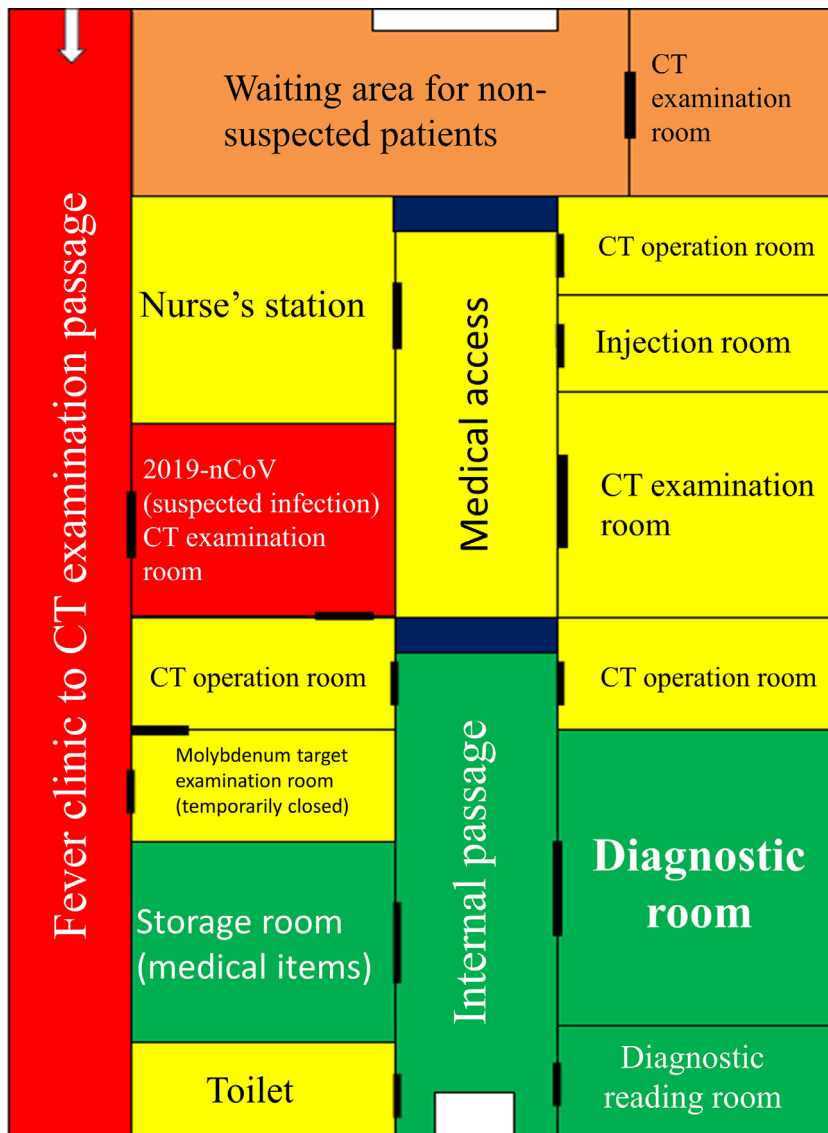 Fever clinic to CT examination passage
Waiting area for non-
suspected patients
CT
examination
room
Nurse’s station
Medical access
CT operation room
Injection room
2019-nCoV
(suspected infection)
CT examination
room
CT examination
room
CT operation room
CT operation room
Molybdenum target
examination room
(temporarily closed)
Internal passage
Diagnostic
room
Storage room
(medical items)
Toilet
Diagnostic
reading room